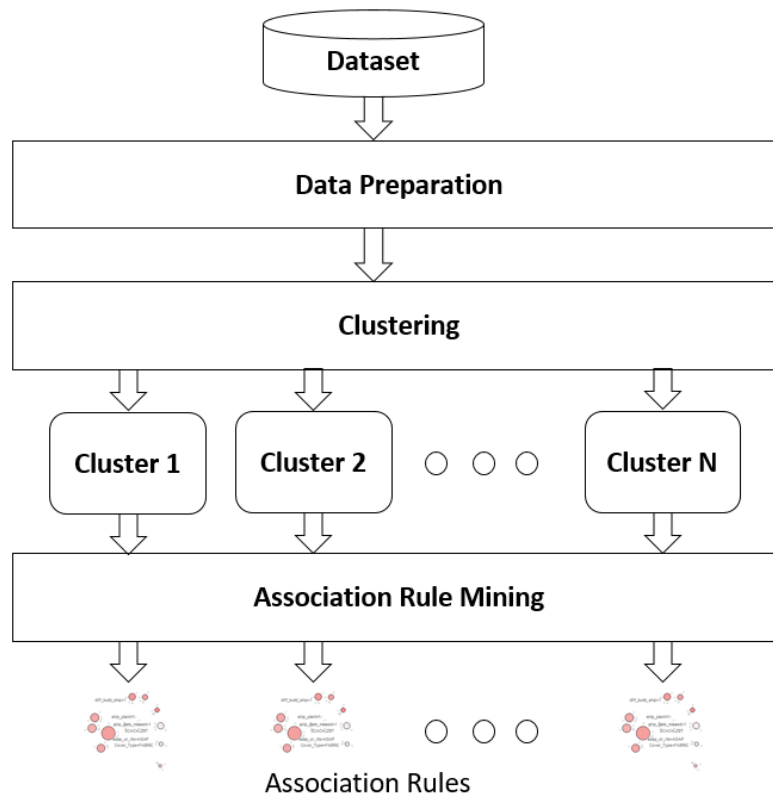 Dataset
Data Preparation
Clustering
Cluster 1
Cluster 2
Cluster N
Association Rule Mining
Association Rules